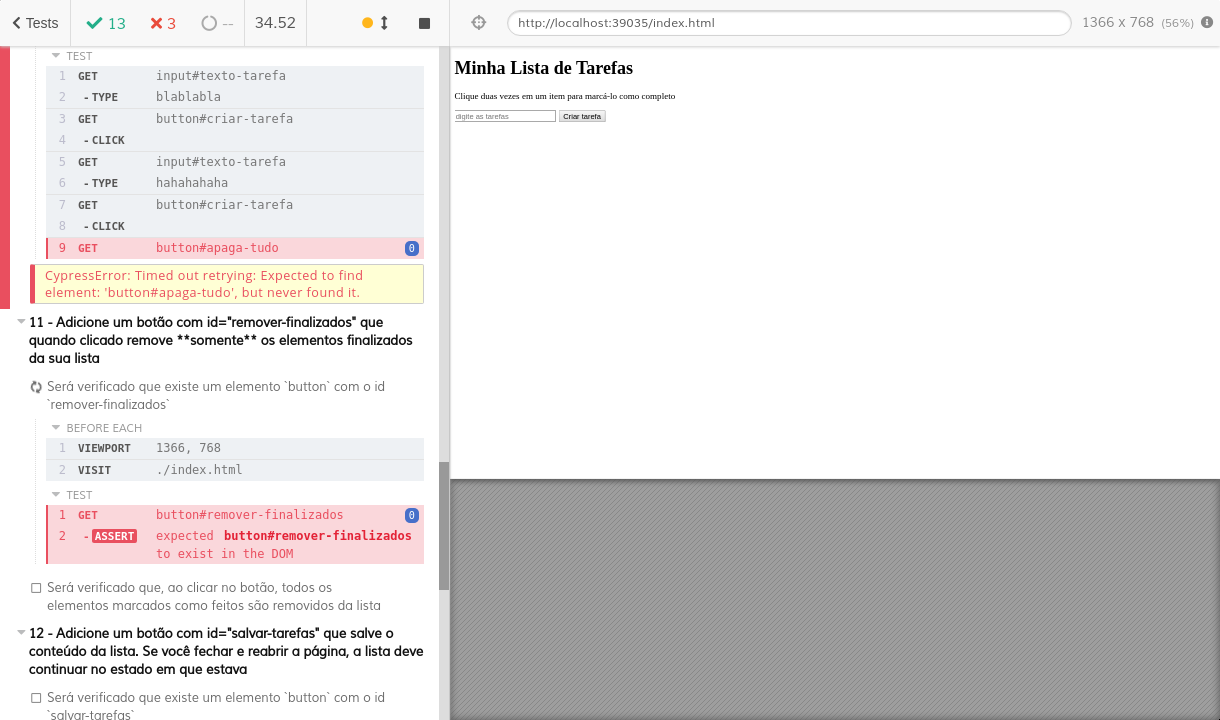 Tests
13
3
--
34.52
http://localhost:39035/index.html
1366 x 768 (56%)
TEST
1 GET input#texto-tarefa
2 - TYPE blablabla
3 GET button#criar-tarefa
4 - CLICK
5 GET input#texto-tarefa
6 - TYPE hahahahaha
7 GET button#criar-tarefa
8 - CLICK
9 GET button#apaga-tudo 0
CypressError: Timed out retrying: Expected to find
element: 'button#apaga-tudo', but never found it.
11 - Adicione um botão com id="remover-finalizados" que
quando clicado remove **somente** os elementos finalizados
da sua lista
Será verificado que existe um elemento `button` com o id
`remover-finalizados`
BEFORE EACH
1 VIEWPORT 1366, 768
2 VISIT ./index.html
TEST
1 GET button#remover-finalizados 0
2 - ASSERT expected button#remover-finalizados
to exist in the DOM
Será verificado que, ao clicar no botão, todos os
elementos marcados como feitos são removidos da lista
12 - Adicione um botão com id="salvar-tarefas" que salve o
conteúdo da lista. Se você fechar e reabrir a página, a lista deve
continuar no estado em que estava
Será verificado que existe um elemento `button` com o id
`salvar-tarefas`
Minha Lista de Tarefas
Clique duas vezes em um item para marcá-lo como completo
digite as tarefas
Criar tarefa